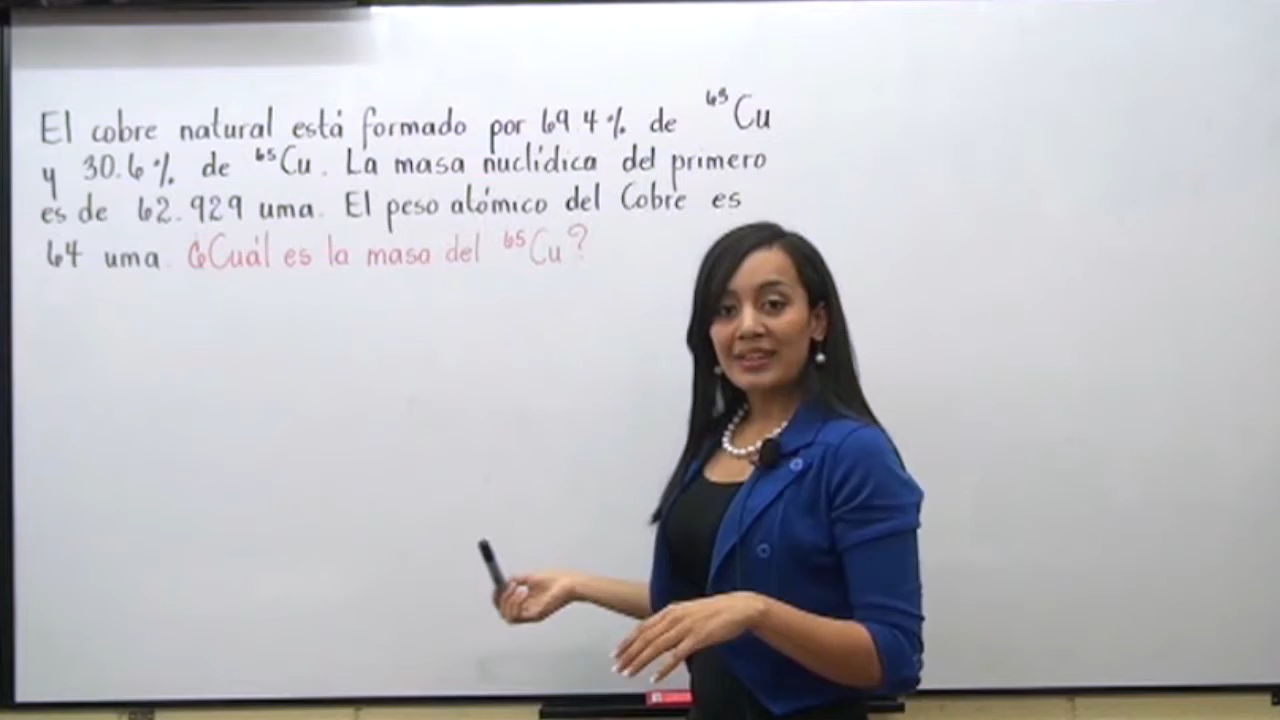 El cobre natural está formado por 69.4% de ⁶³Cu
y 30.6% de ⁶⁵Cu. La masa nuclídica del primero
es de 62.929 uma. El peso atómico del Cobre es
64 uma. ¿Cuál es la masa del ⁶⁵Cu?